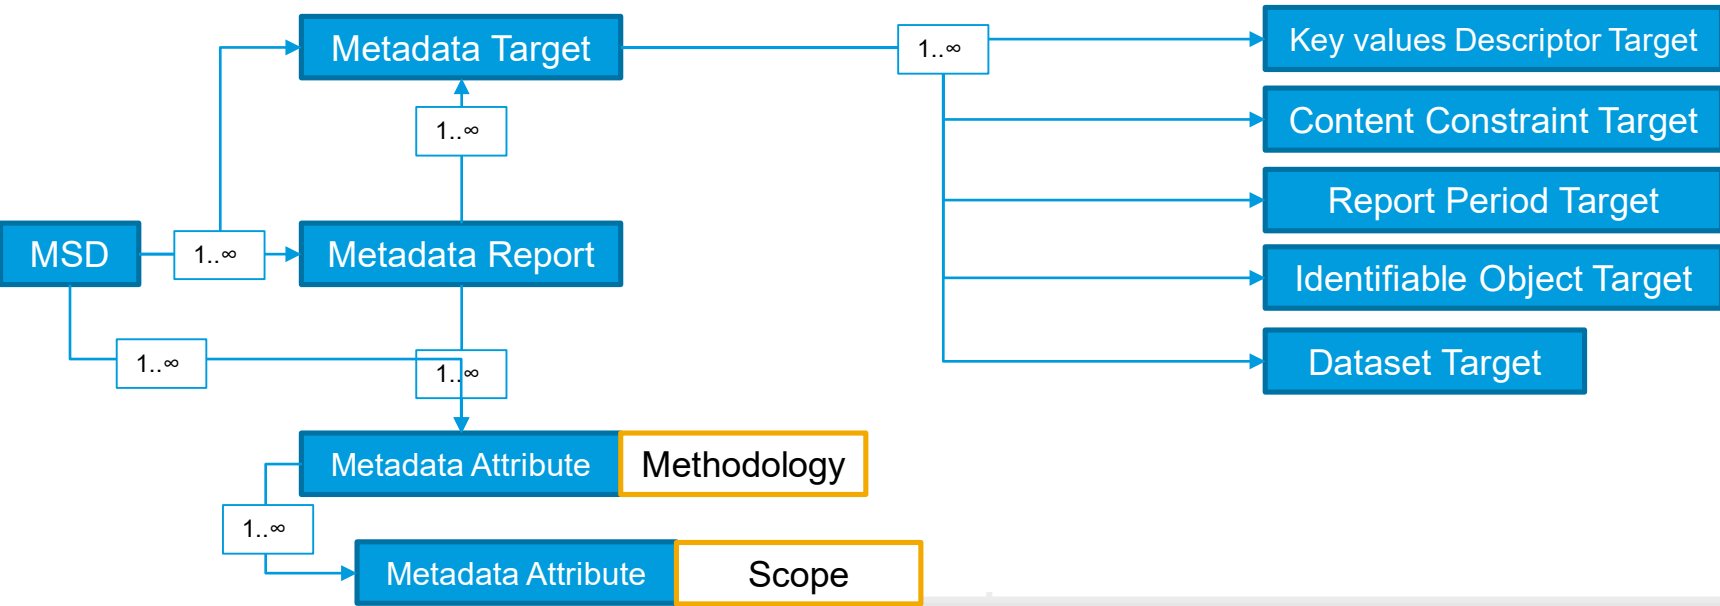 Metadata Target
1..∞
Key values Descriptor Target
1..∞
Content Constraint Target
Report Period Target
MSD
1..∞
Metadata Report
Identifiable Object Target
1..∞
1..∞
Dataset Target
Metadata Attribute
Methodology
1..∞
Metadata Attribute
Scope